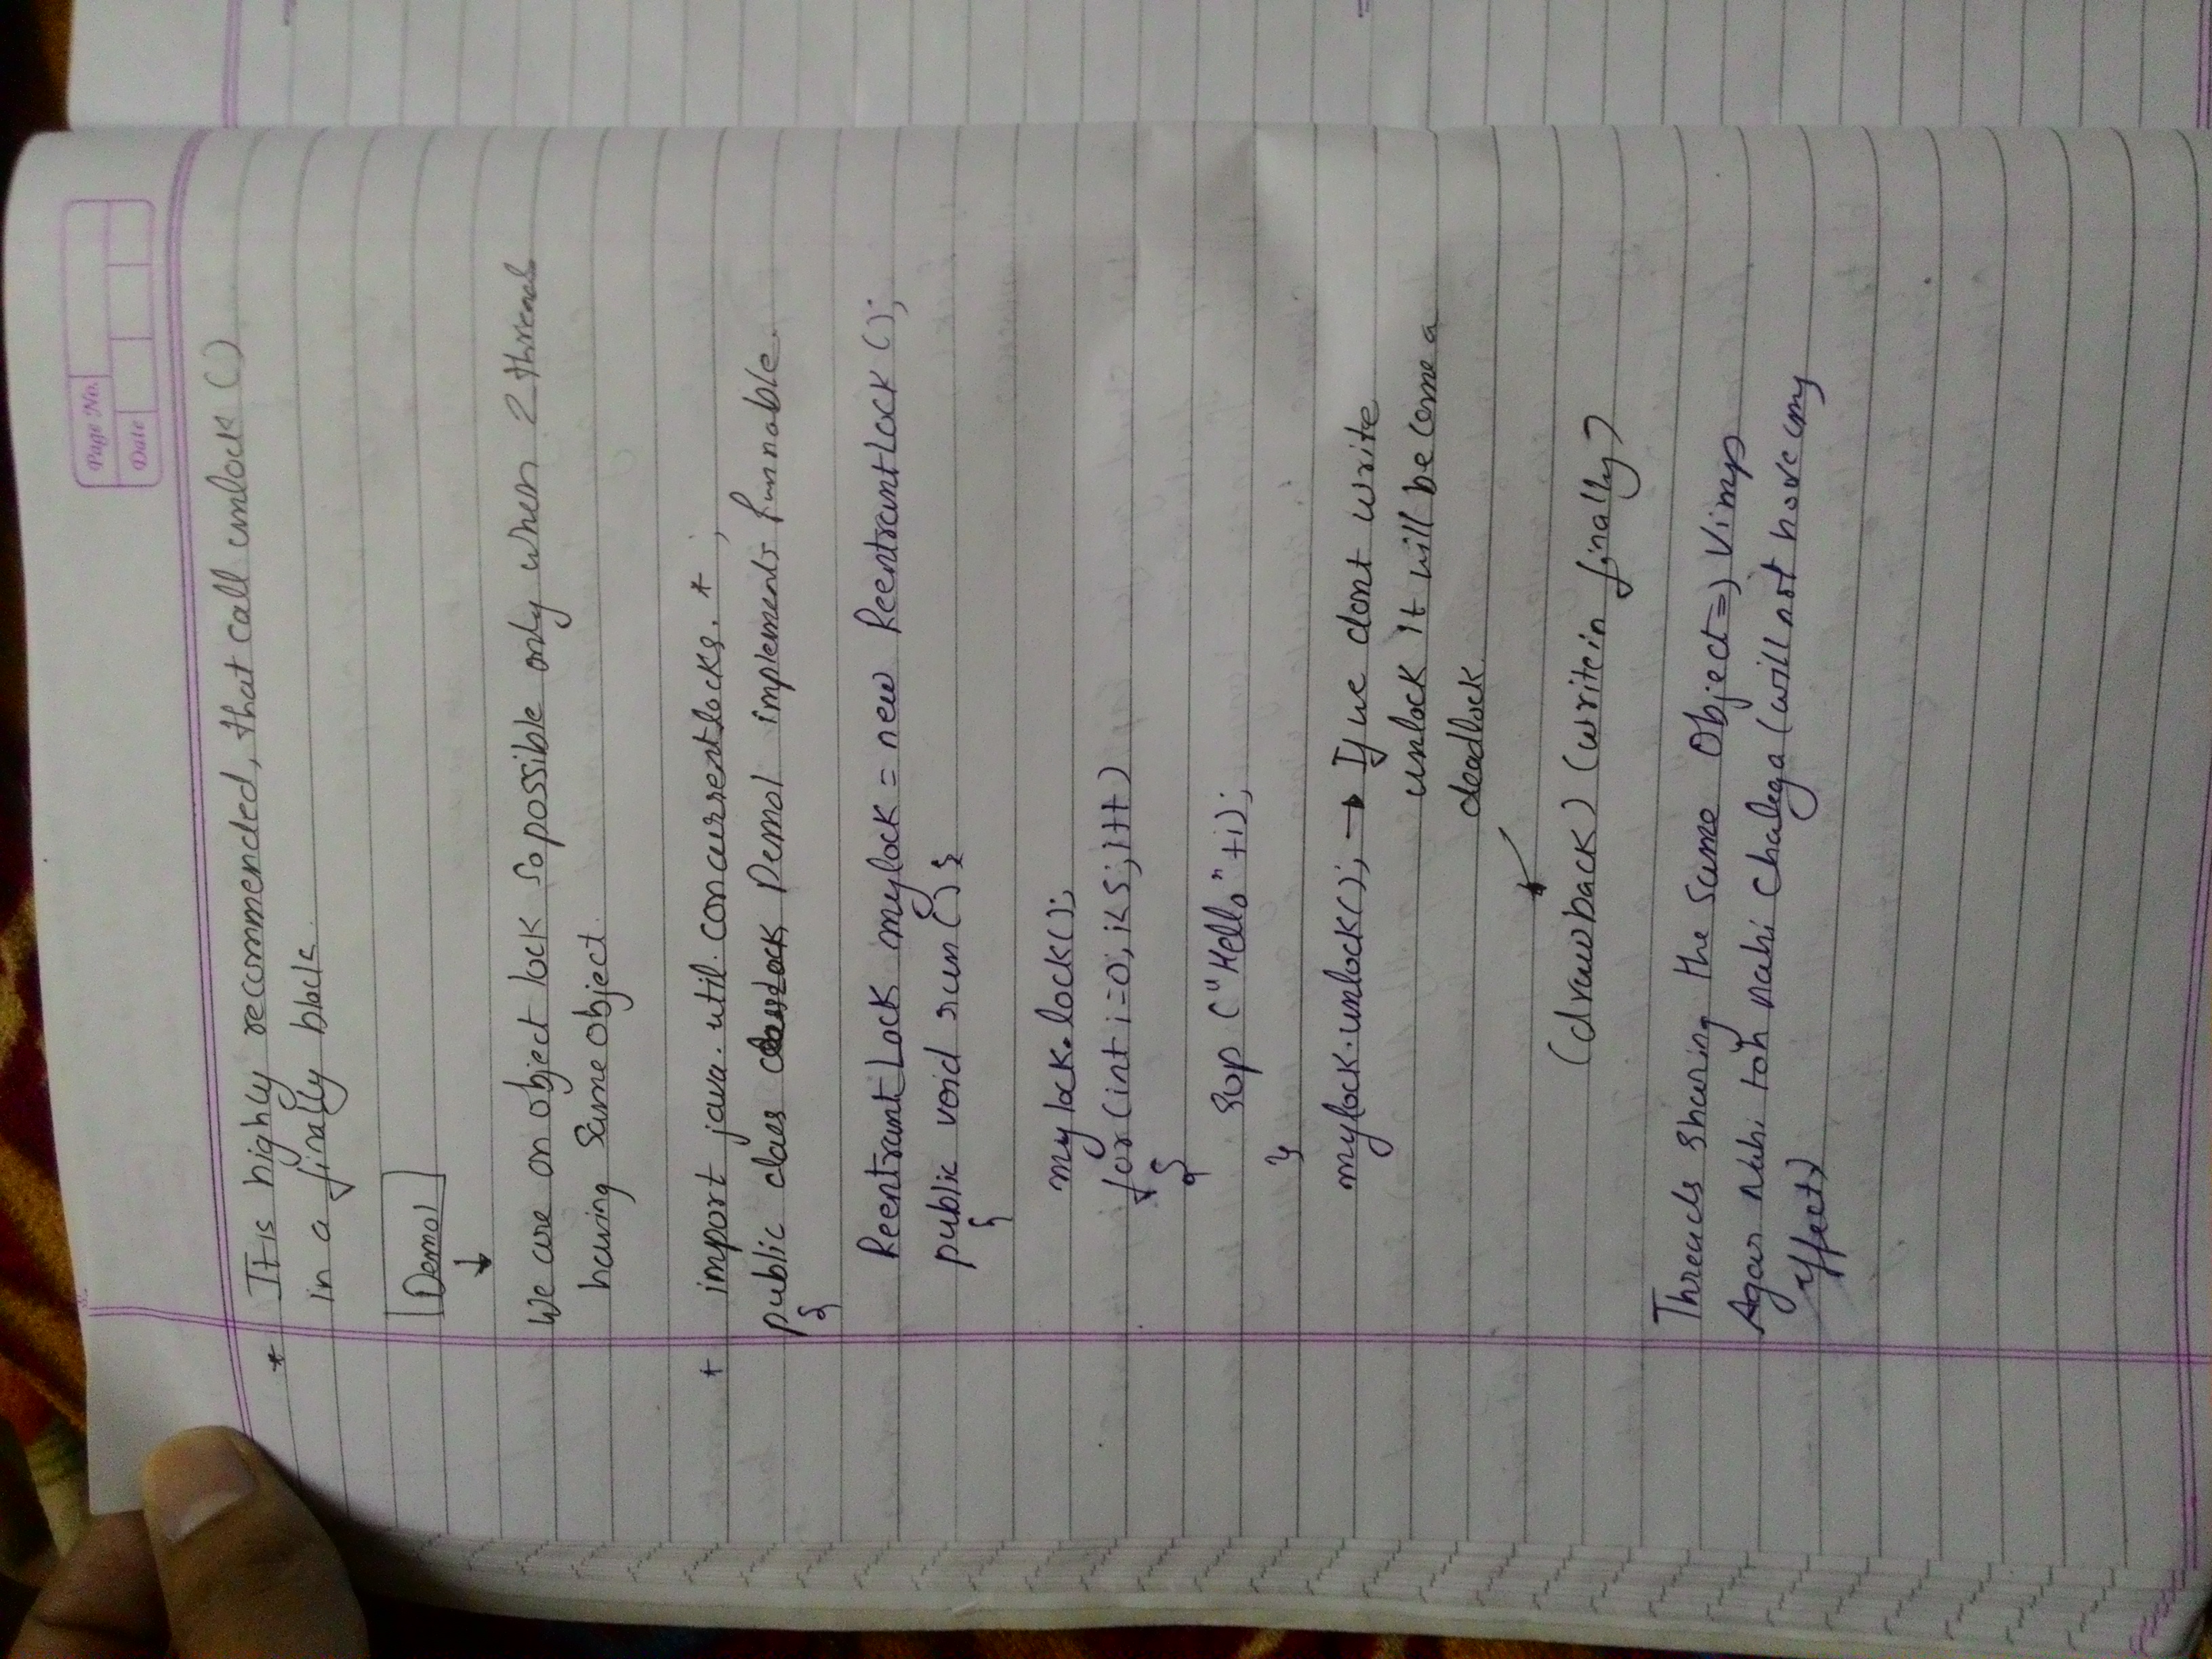 Page No.
Date
* It is highly recommended, that call unlock ()
in a finally block.
Demo1
↓
We are on object lock so possible only when 2 thread
having Same object.
* import java.util.concurrentlocks.*;
public class Demo1 implements Runnable.
{
ReentrantLock mylock = new ReentrantLock ();
public void run() {
{
mylock.lock();
for(int i=0; i<5; i++)
{
sop ("Hello"+i);
}
mylock.unlock(); → If we dont write
unlock it will be come a
deadlock.
(drawback) (write in finally)
Threads sharing the same Object => Vimp
Agar Nahi toh nahi Chalega (will not have any
effect)